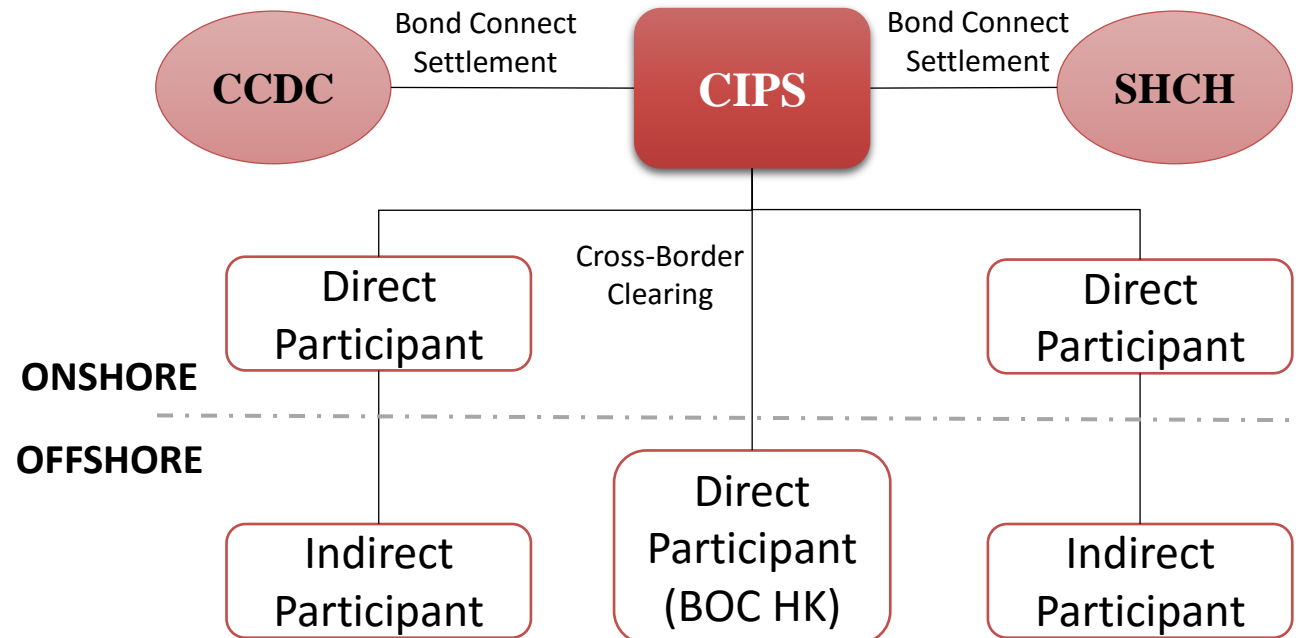 Bond Connect
Settlement
Bond Connect
Settlement
CCDC
CIPS
SHCH
Cross-Border
Clearing
Direct
Participant
Direct
Participant
ONSHORE
OFFSHORE
Indirect
Participant
Direct
Participant
(BOC HK)
Indirect
Participant